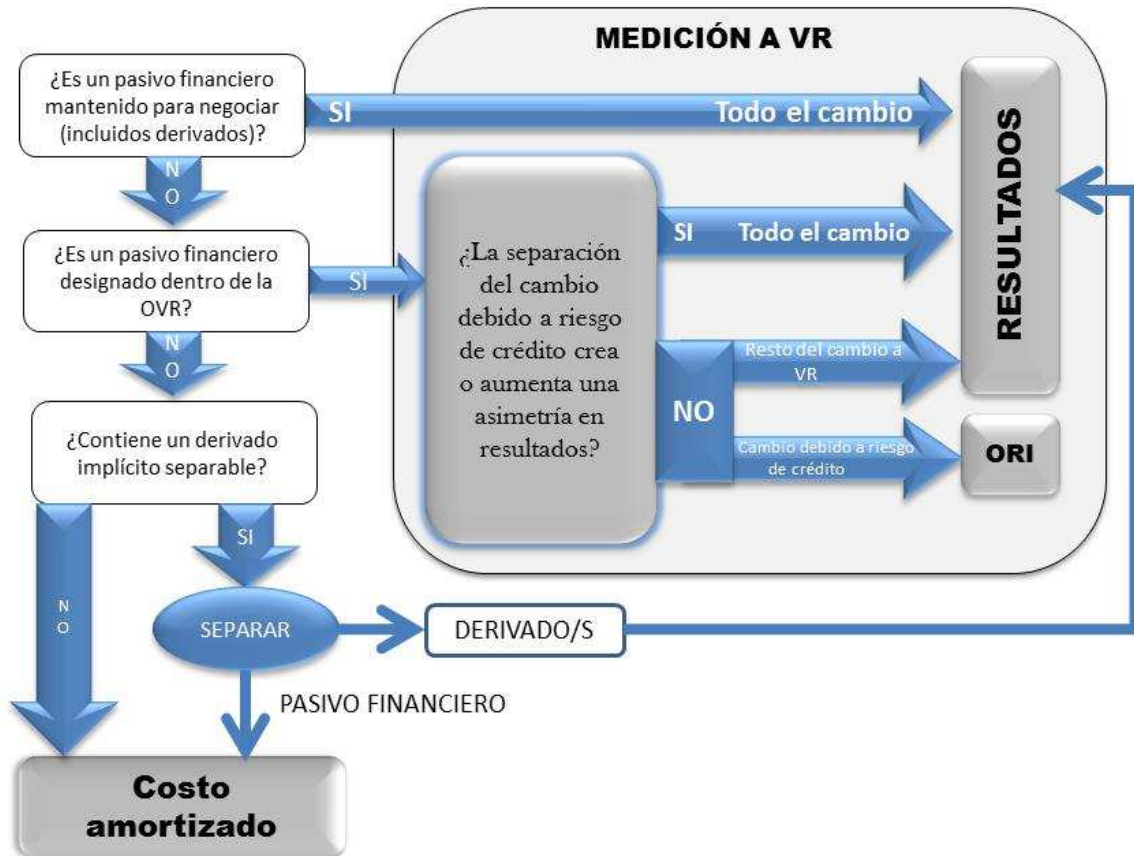 MEDICIÓN A VR
¿Es un pasivo financiero
mantenido para negociar
(incluidos derivados)?
SI
Todo el cambio
RESULTADOS
N
O
¿Es un pasivo financiero
designado dentro de la
OVR?
SI
¿La separación
del cambio
debido a riesgo
de crédito crea
o aumenta una
asimetría en
resultados?
SI
Todo el cambio
NO
Resto del cambio a
VR
Cambio debido a riesgo
de crédito
ORI
N
O
¿Contiene un derivado
implícito separable?
SI
N
O
SEPARAR
DERIVADO/S
PASIVO FINANCIERO
Costo
amortizado